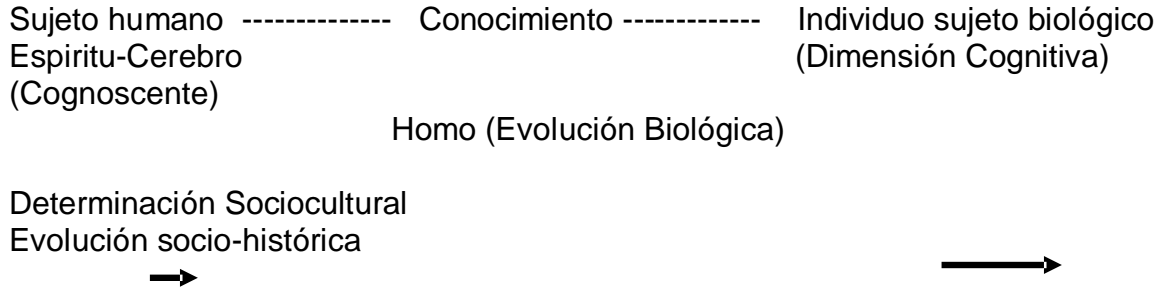 Sujeto humano -------------- Conocimiento ------------- Individuo sujeto biológico
Espiritu-Cerebro (Dimensión Cognitiva)
(Cognoscente)
Homo (Evolución Biológica)
Determinación Sociocultural
Evolución socio-histórica